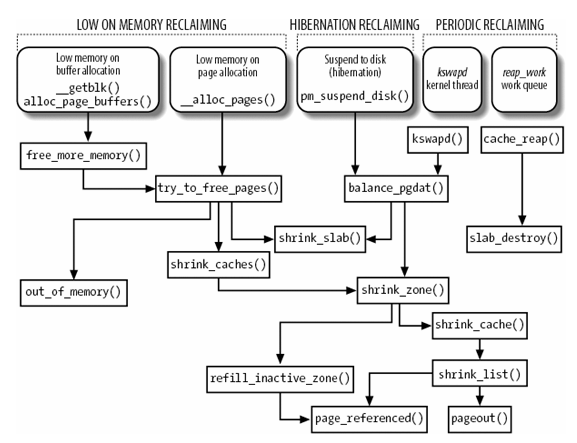 LOW ON MEMORY RECLAIMING
HIBERNATION RECLAIMING
PERIODIC RECLAIMING
Low memory on
buffer allocation
__getblk()
alloc_page_buffers()
Low memory on
page allocation
__alloc_pages()
Suspend to disk
(hibernation)
pm_suspend_disk()
kswapd
kernel thread
reap_work
work queue
free_more_memory()
kswapd()
cache_reap()
try_to_free_pages()
balance_pgdat()
shrink_slab()
slab_destroy()
shrink_caches()
out_of_memory()
shrink_zone()
shrink_cache()
refill_inactive_zone()
shrink_list()
page_referenced()
pageout()